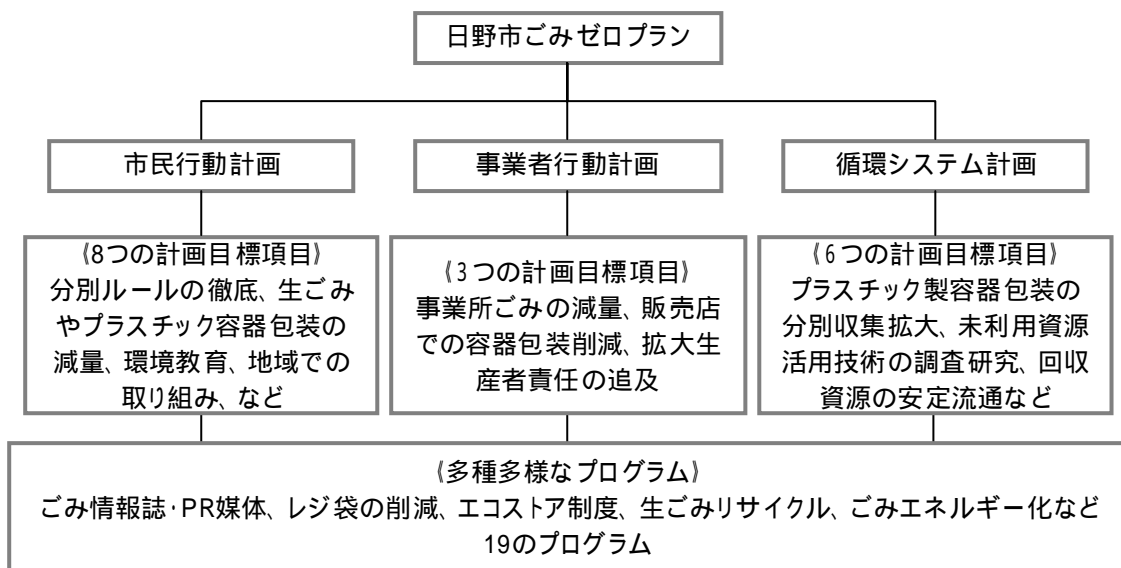 日野市ごみゼロプラン
市民行動計画
事業者行動計画
循環システム計画
《8つの計画目標項目》
分別ルールの徹底、生ごみ
やプラスチック容器包装の
減量、環境教育、地域での
取り組み、など
《3つの計画目標項目》
事業所ごみの減量、販売店
での容器包装削減、拡大生
産者責任の追及
《6つの計画目標項目》
プラスチック製容器包装の
分別収集拡大、未利用資源
活用技術の調査研究、回収
資源の安定流通など
《多種多様なプログラム》
ごみ情報誌・PR媒体、レジ袋の削減、エコストア制度、生ごみリサイクル、ごみエネルギー化など
19のプログラム